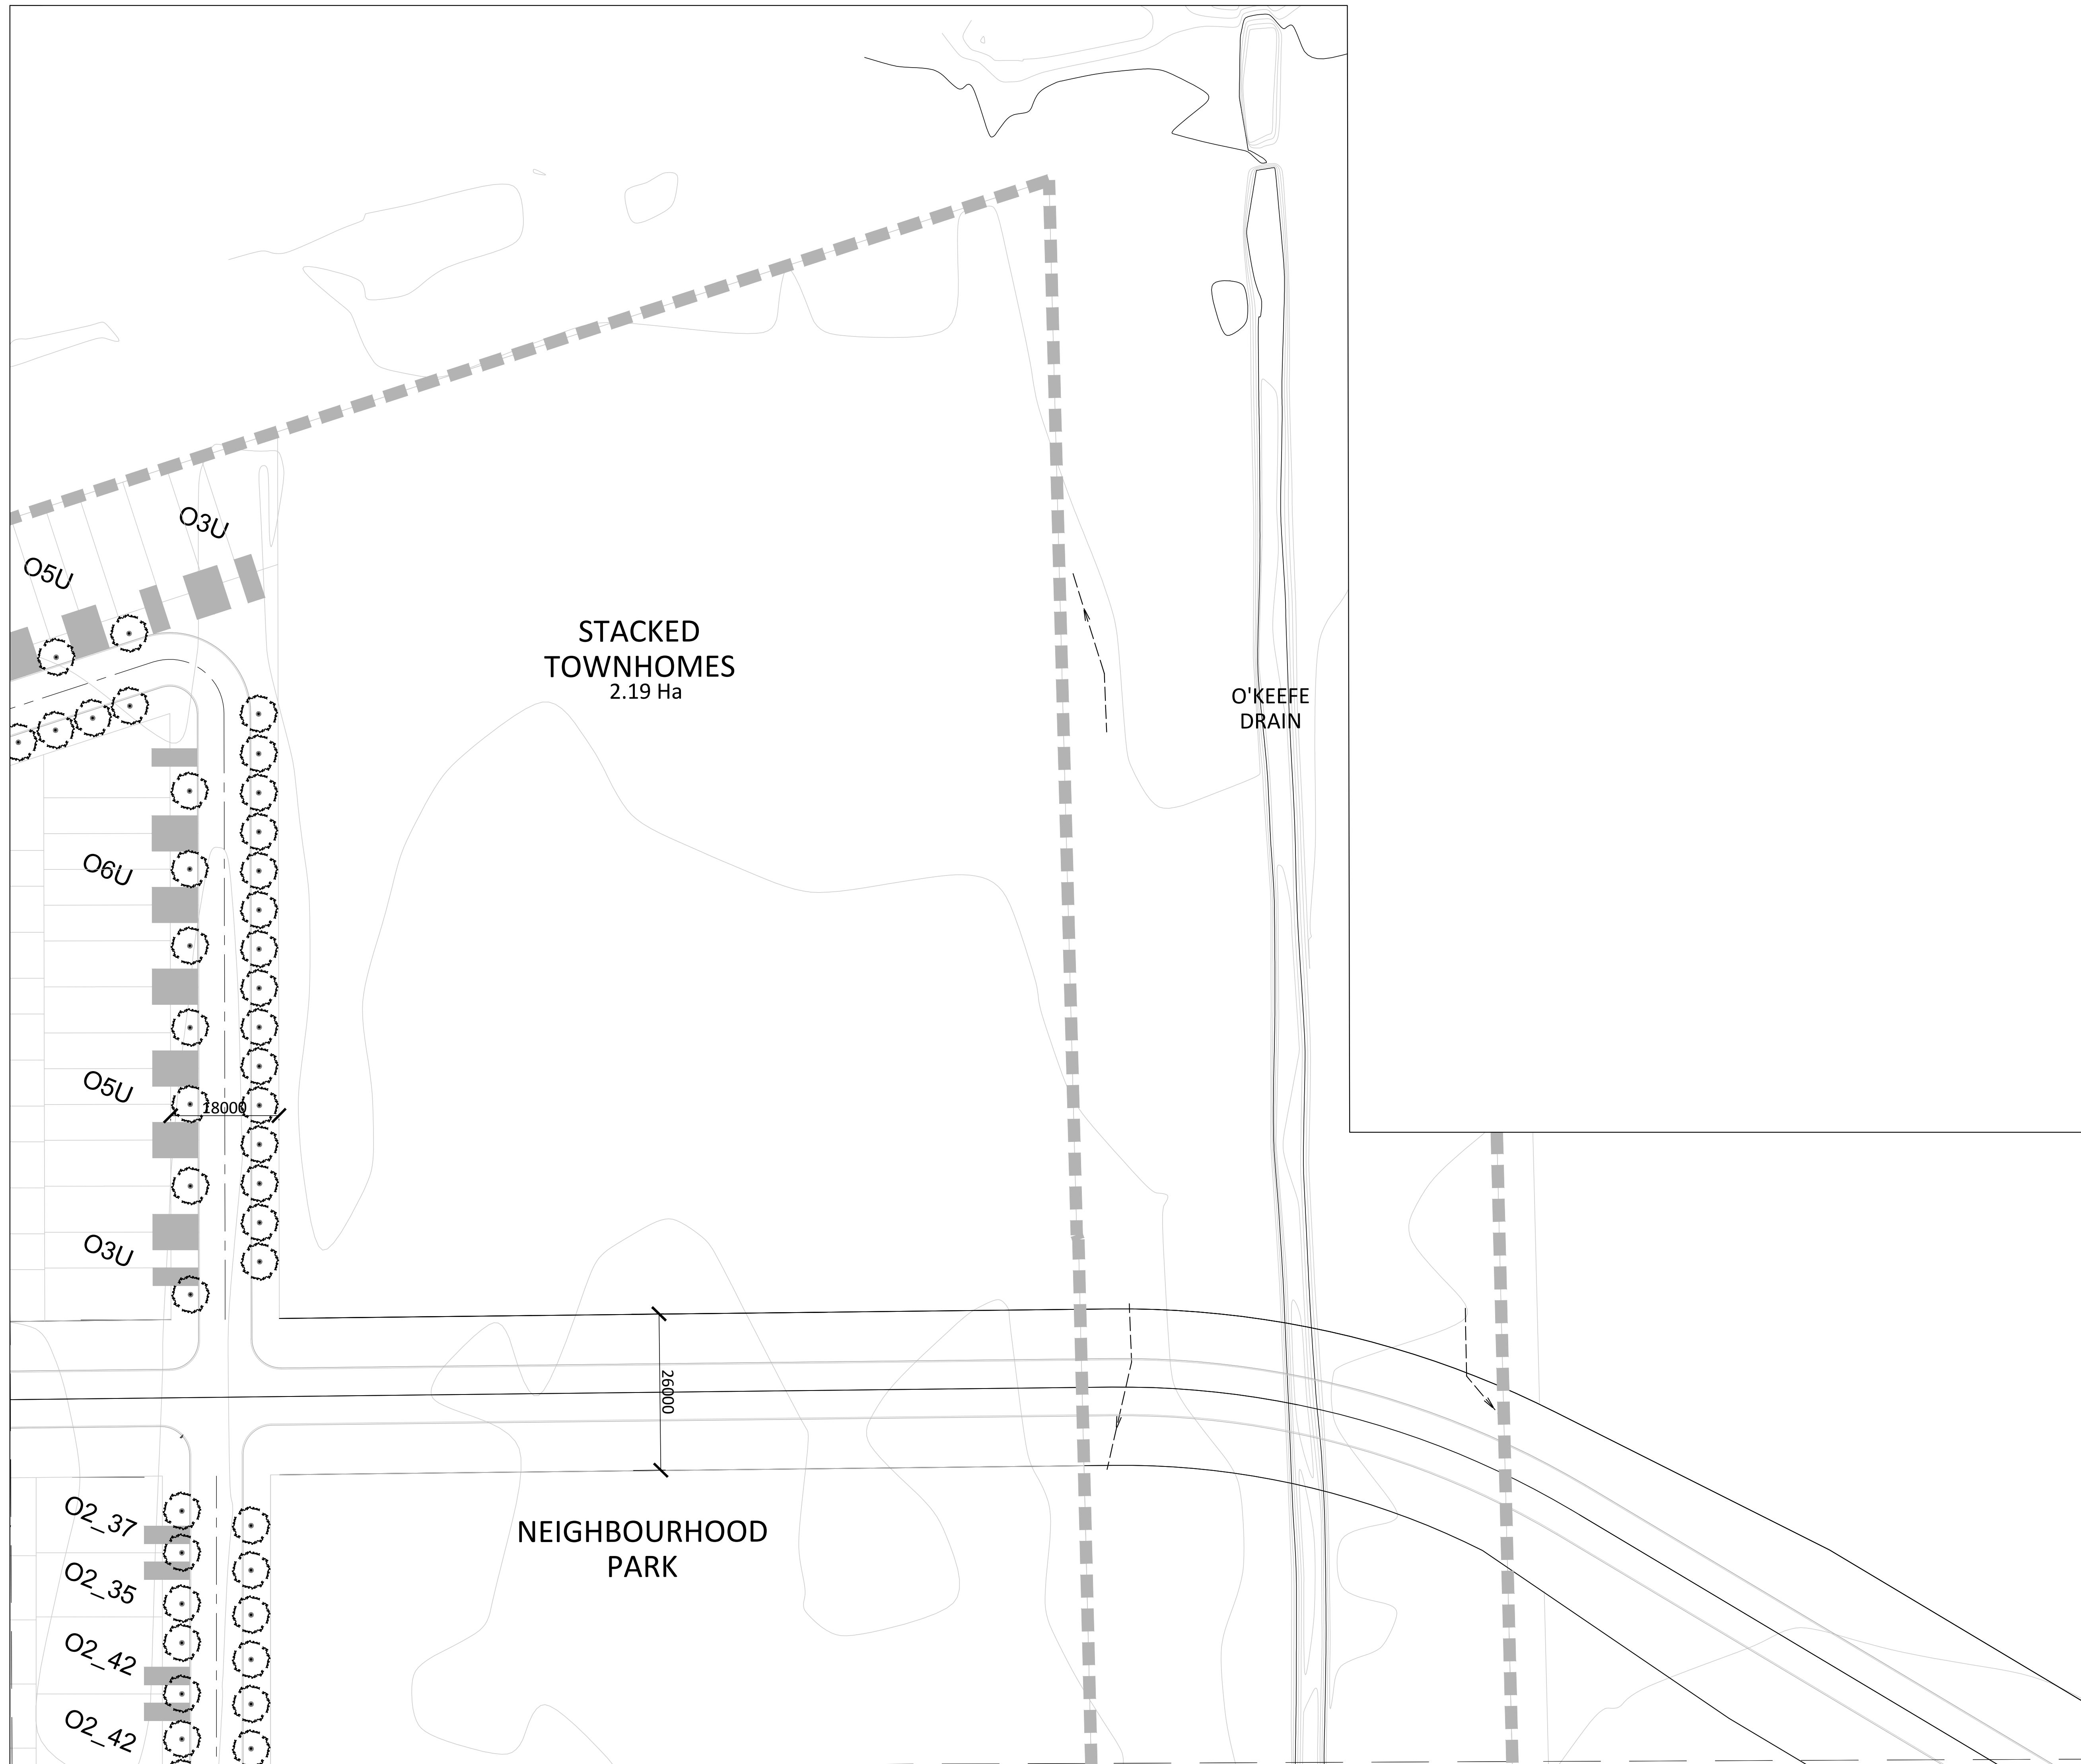 O3U
O5U
STACKED
TOWNHOMES
2.19 Ha
O'KEEFE
DRAIN
O6U
O5U
18000
O3U
26000
O2_37
NEIGHBOURHOOD
PARK
O2_35
O2_42
O2_42